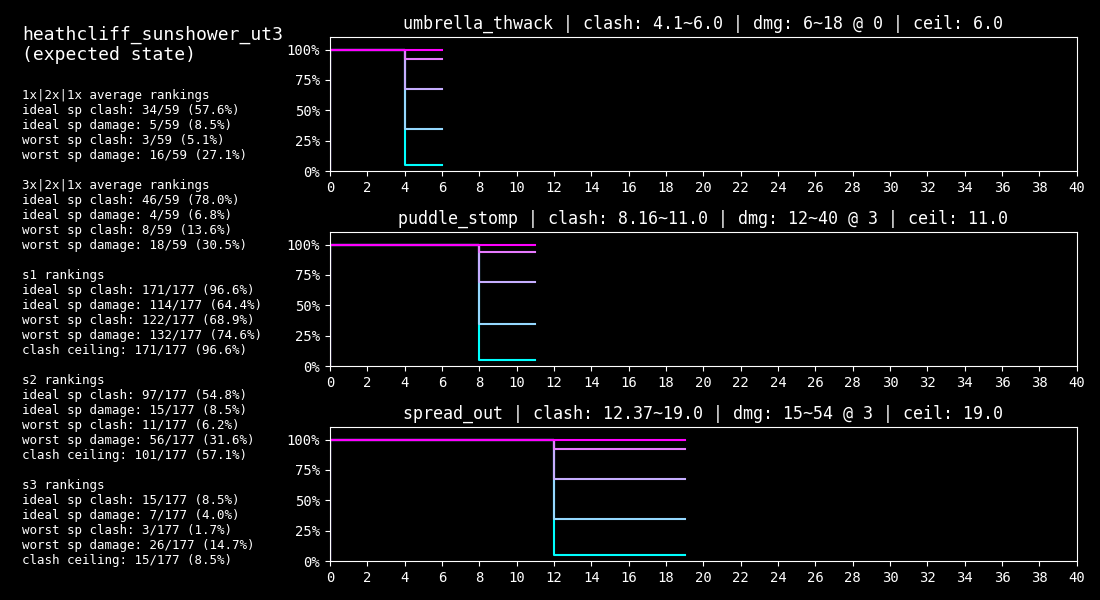 heathcliff_sunshower_ut3
(expected state)
1x|2x|1x average rankings
ideal sp clash: 34/59 (57.6%)
ideal sp damage: 5/59 (8.5%)
worst sp clash: 3/59 (5.1%)
worst sp damage: 16/59 (27.1%)
3x|2x|1x average rankings
ideal sp clash: 46/59 (78.0%)
ideal sp damage: 4/59 (6.8%)
worst sp clash: 8/59 (13.6%)
worst sp damage: 18/59 (30.5%)
s1 rankings
ideal sp clash: 171/177 (96.6%)
ideal sp damage: 114/177 (64.4%)
worst sp clash: 122/177 (68.9%)
worst sp damage: 132/177 (74.6%)
clash ceiling: 171/177 (96.6%)
s2 rankings
ideal sp clash: 97/177 (54.8%)
ideal sp damage: 15/177 (8.5%)
worst sp clash: 11/177 (6.2%)
worst sp damage: 56/177 (31.6%)
clash ceiling: 101/177 (57.1%)
s3 rankings
ideal sp clash: 15/177 (8.5%)
ideal sp damage: 7/177 (4.0%)
worst sp clash: 3/177 (1.7%)
worst sp damage: 26/177 (14.7%)
clash ceiling: 15/177 (8.5%)
umbrella_thwack | clash: 4.1~6.0 | dmg: 6~18 @ 0 | ceil: 6.0
100%
75%
50%
25%
0%
0 2 4 6 8 10 12 14 16 18 20 22 24 26 28 30 32 34 36 38 40
puddle_stomp | clash: 8.16~11.0 | dmg: 12~40 @ 3 | ceil: 11.0
100%
75%
50%
25%
0%
0 2 4 6 8 10 12 14 16 18 20 22 24 26 28 30 32 34 36 38 40
spread_out | clash: 12.37~19.0 | dmg: 15~54 @ 3 | ceil: 19.0
100%
75%
50%
25%
0%
0 2 4 6 8 10 12 14 16 18 20 22 24 26 28 30 32 34 36 38 40